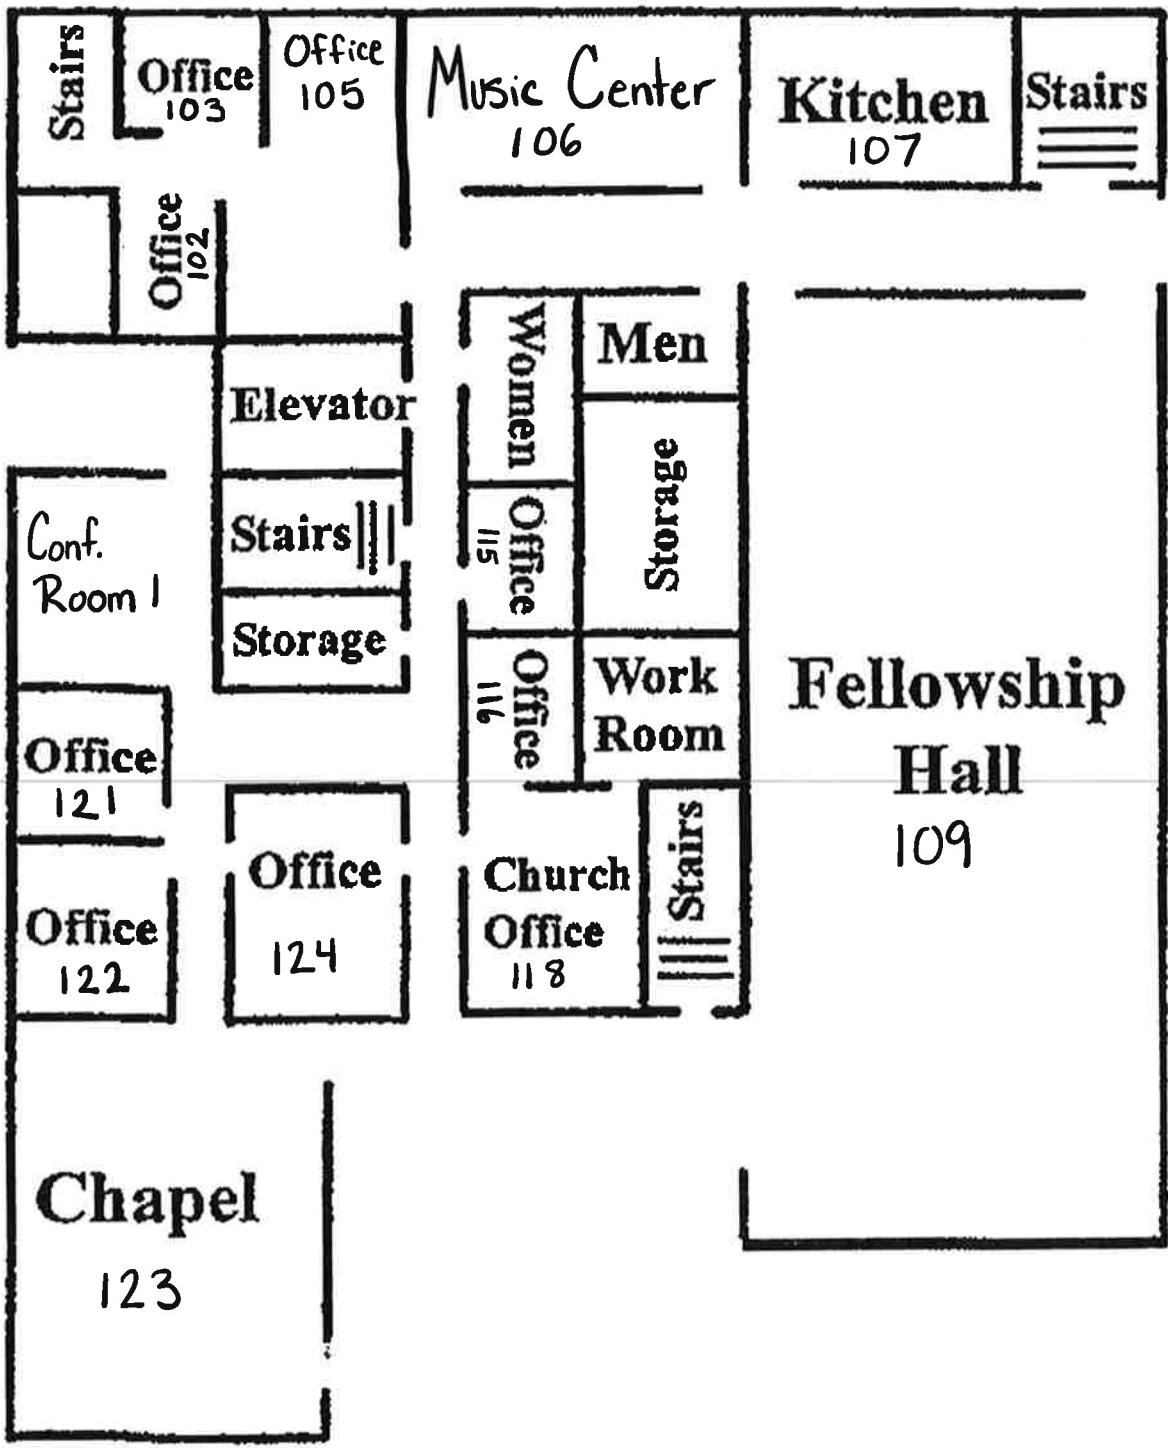 Stairs
Office
103
Office
105
Music Center
106
Kitchen
107
Stairs
Office
102
Elevator
Women
Men
Conf.
Room 1
Stairs
Storage
Office
115
Storage
Office
121
Office
116
Work
Room
Fellowship
Hall
109
Office
122
Office
124
Church
Office
118
Stairs
Chapel
123